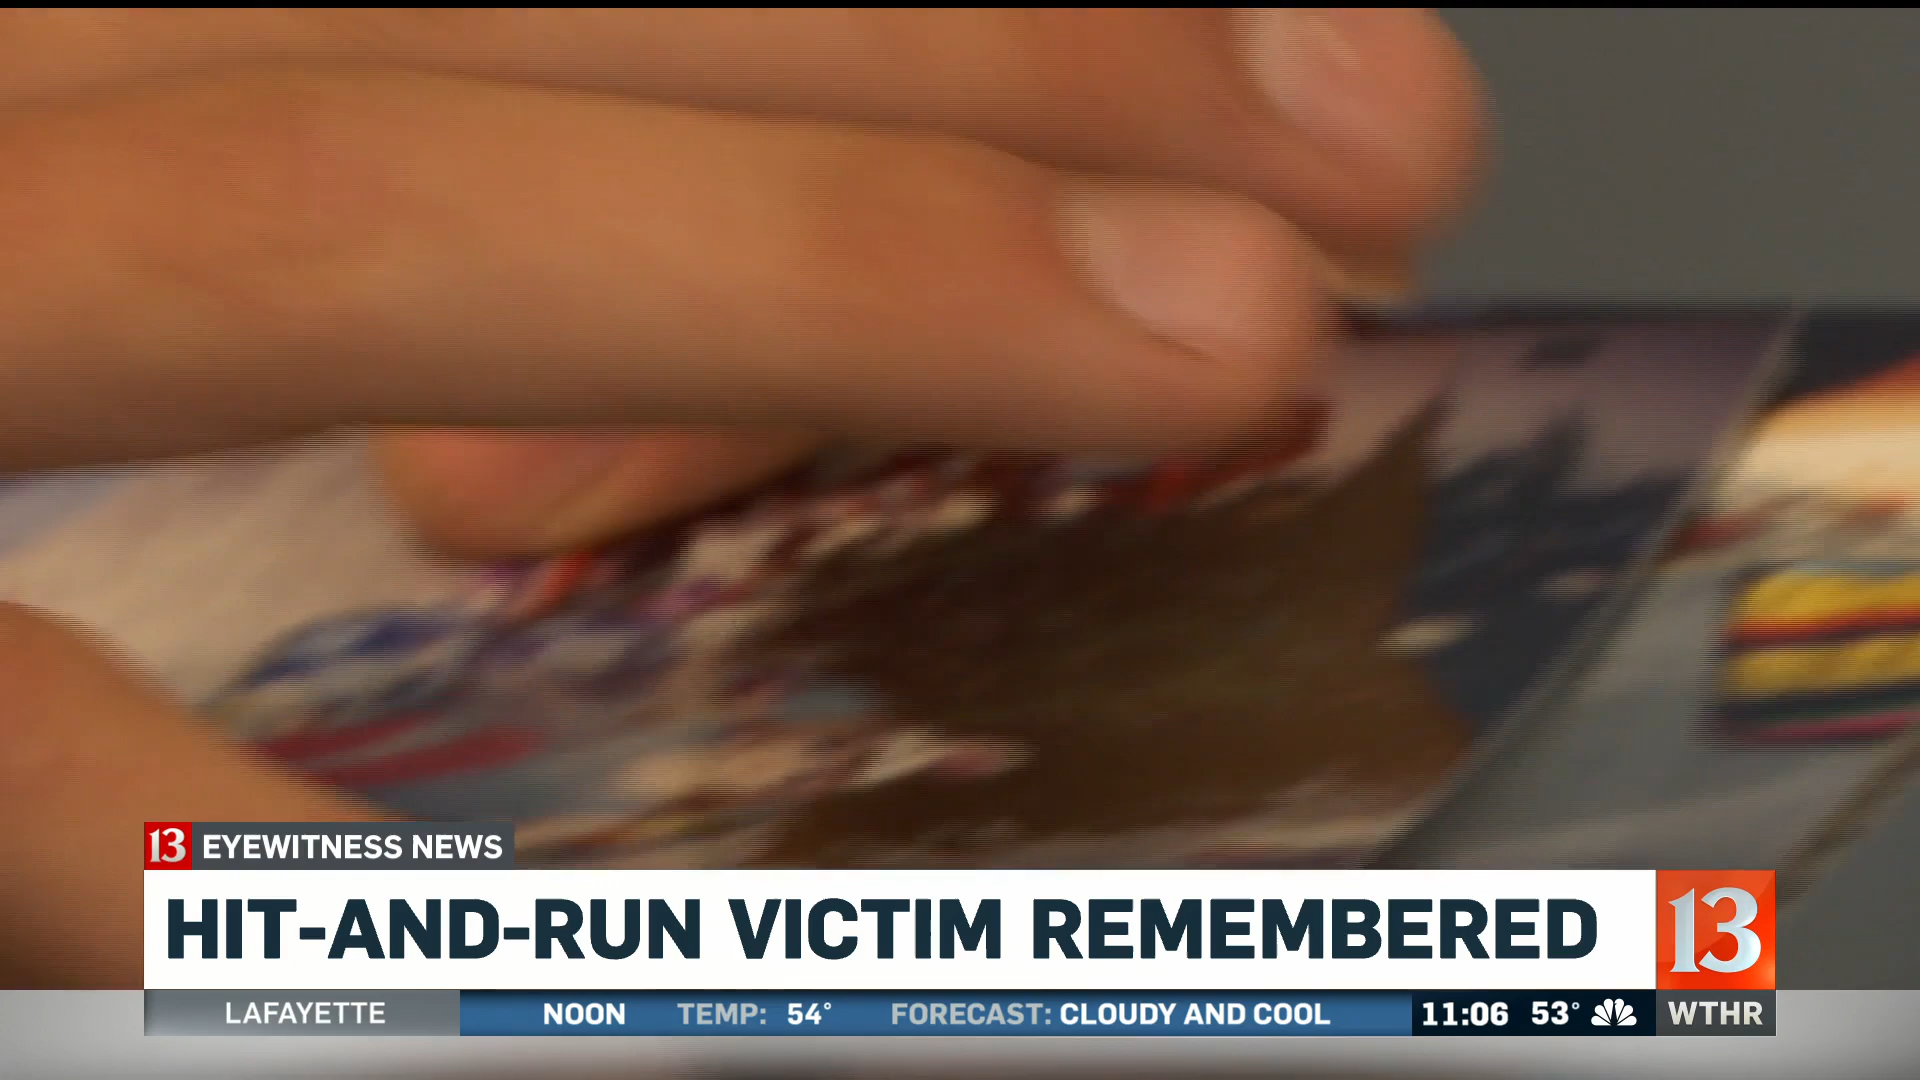 13 EYEWITNESS NEWS
HIT-AND-RUN VICTIM REMEMBERED
13
LAFAYETTE NOON TEMP: 54° FORECAST: CLOUDY AND COOL 11:06 53° WTHR